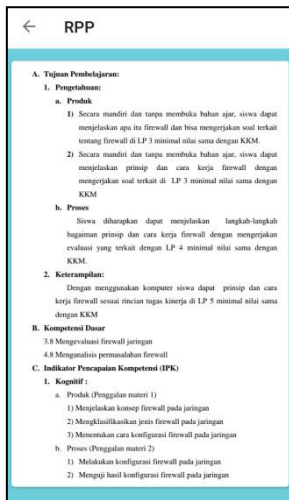 RPP
A. Tujuan Pembelajaran:
1. Pengetahuan:
a. Produk
1) Secara mandiri dan tanpa membuka bahan ajar, siswa dapat
menjelaskan apa itu firewall dan bisa mengerjakan soal terkait
tentang firewall di LP 3 minimal nilai sama dengan KKM.
2) Secara mandiri dan tanpa membuka bahan ajar, siswa dapat
menjelaskan prinsip dan cara kerja firewall dengan
mengerjakan soal terkait di LP 3 minimal nilai sama dengan
KKM
b. Proses
Siswa diharapkan dapat menjelaskan langkah-langkah
bagaiman prinsip dan cara kerja firewall dengan mengerjakan
evaluasi yang terkait dengan LP 4 minimal nilai sama dengan
KKM.
2. Keterampilan:
Dengan menggunakan komputer siswa dapat prinsip dan cara
kerja firewall sesuai rincian tugas kinerja di LP 5 minimal nilai sama
dengan KKM
B. Kompetensi Dasar
3.8 Mengevaluasi firewall jaringan
4.8 Menganalisis permasalahan firewall
C. Indikator Pencapaian Kompetensi (IPK)
1. Kognitif :
a. Produk (Penggalan materi 1)
1) Menjelaskan konsep firewall pada jaringan
2) Mengklasifikasikan jenis firewall pada jaringan
3) Menentukan cara konfigurasi firewall pada jaringan
b. Proses (Penggalan materi 2)
1) Melakukan konfigurasi firewall pada jaringan
2) Menguji hasil konfigurasi firewall pada jaringan